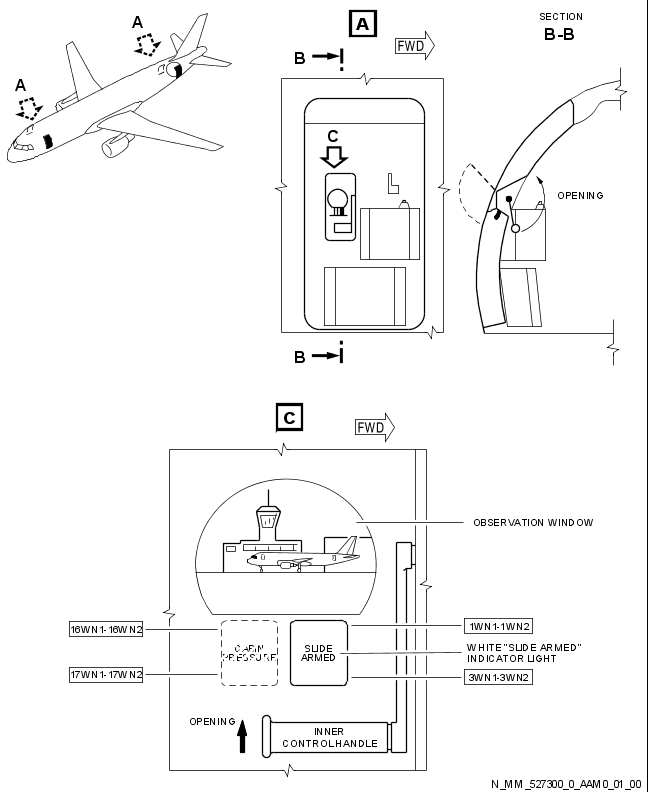 A
A
A
FWD
B
SECTION
B-B
C
OPENING
B
C
FWD
OBSERVATION WINDOW
16WN1-16WN2
1WN1-1WN2
CABIN
PRESSURE
SLIDE
ARMED
WHITE "SLIDE ARMED"
INDICATOR LIGHT
17WN1-17WN2
3WN1-3WN2
OPENING
INNER
CONTROLHANDLE
N_MM_527300_0_AAM0_01_00